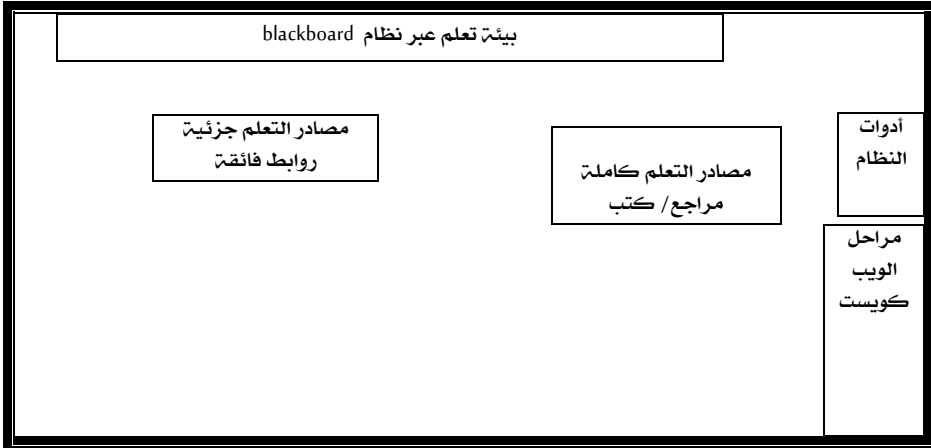 بيئة تعلم عبر نظام blackboard
أدوات
النظام
مصادر التعلم كاملة
مراجع/ كتب
مصادر التعلم جزئية
روابط فائقة
مراحل
الويب
كويست